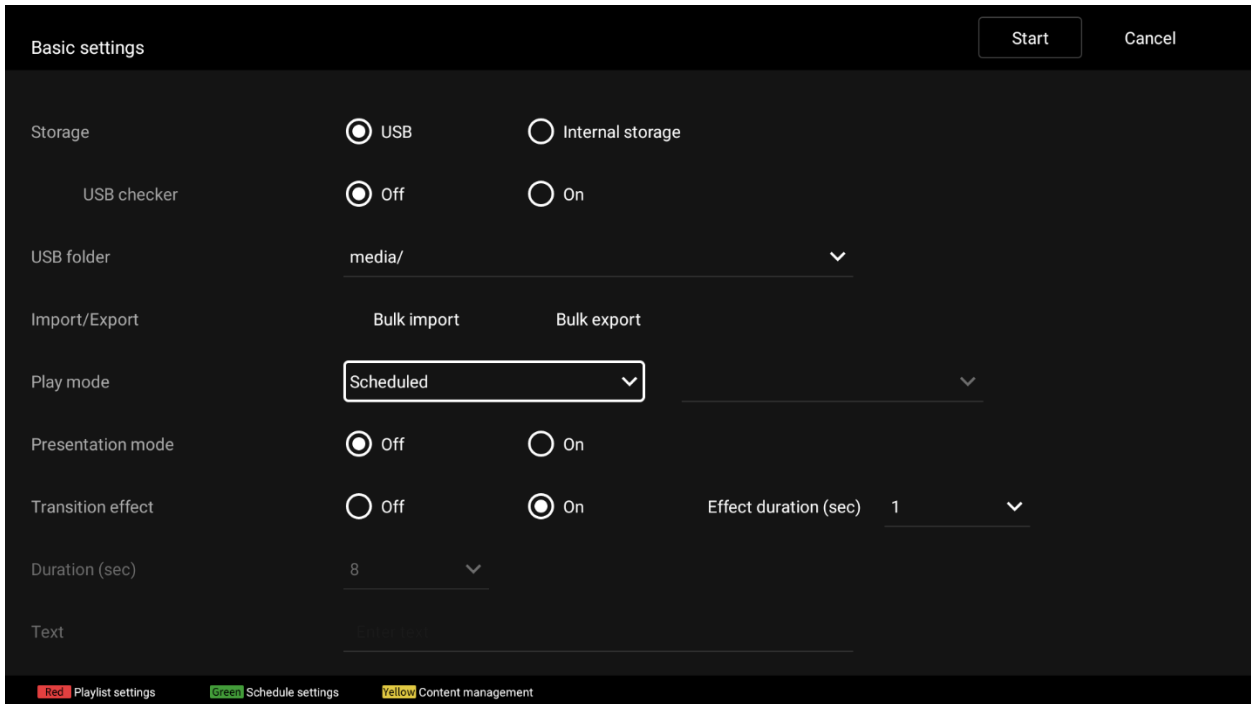 Basic settings Start Cancel
Storage USB Internal storage
USB checker Off On
USB folder media/
Import/Export Bulk import Bulk export
Play mode Scheduled
Presentation mode Off On
Transition effect Off On Effect duration (sec) 1
Duration (sec) 8
Text Enter text
Red Playlist settings Green Schedule settings Yellow Content management